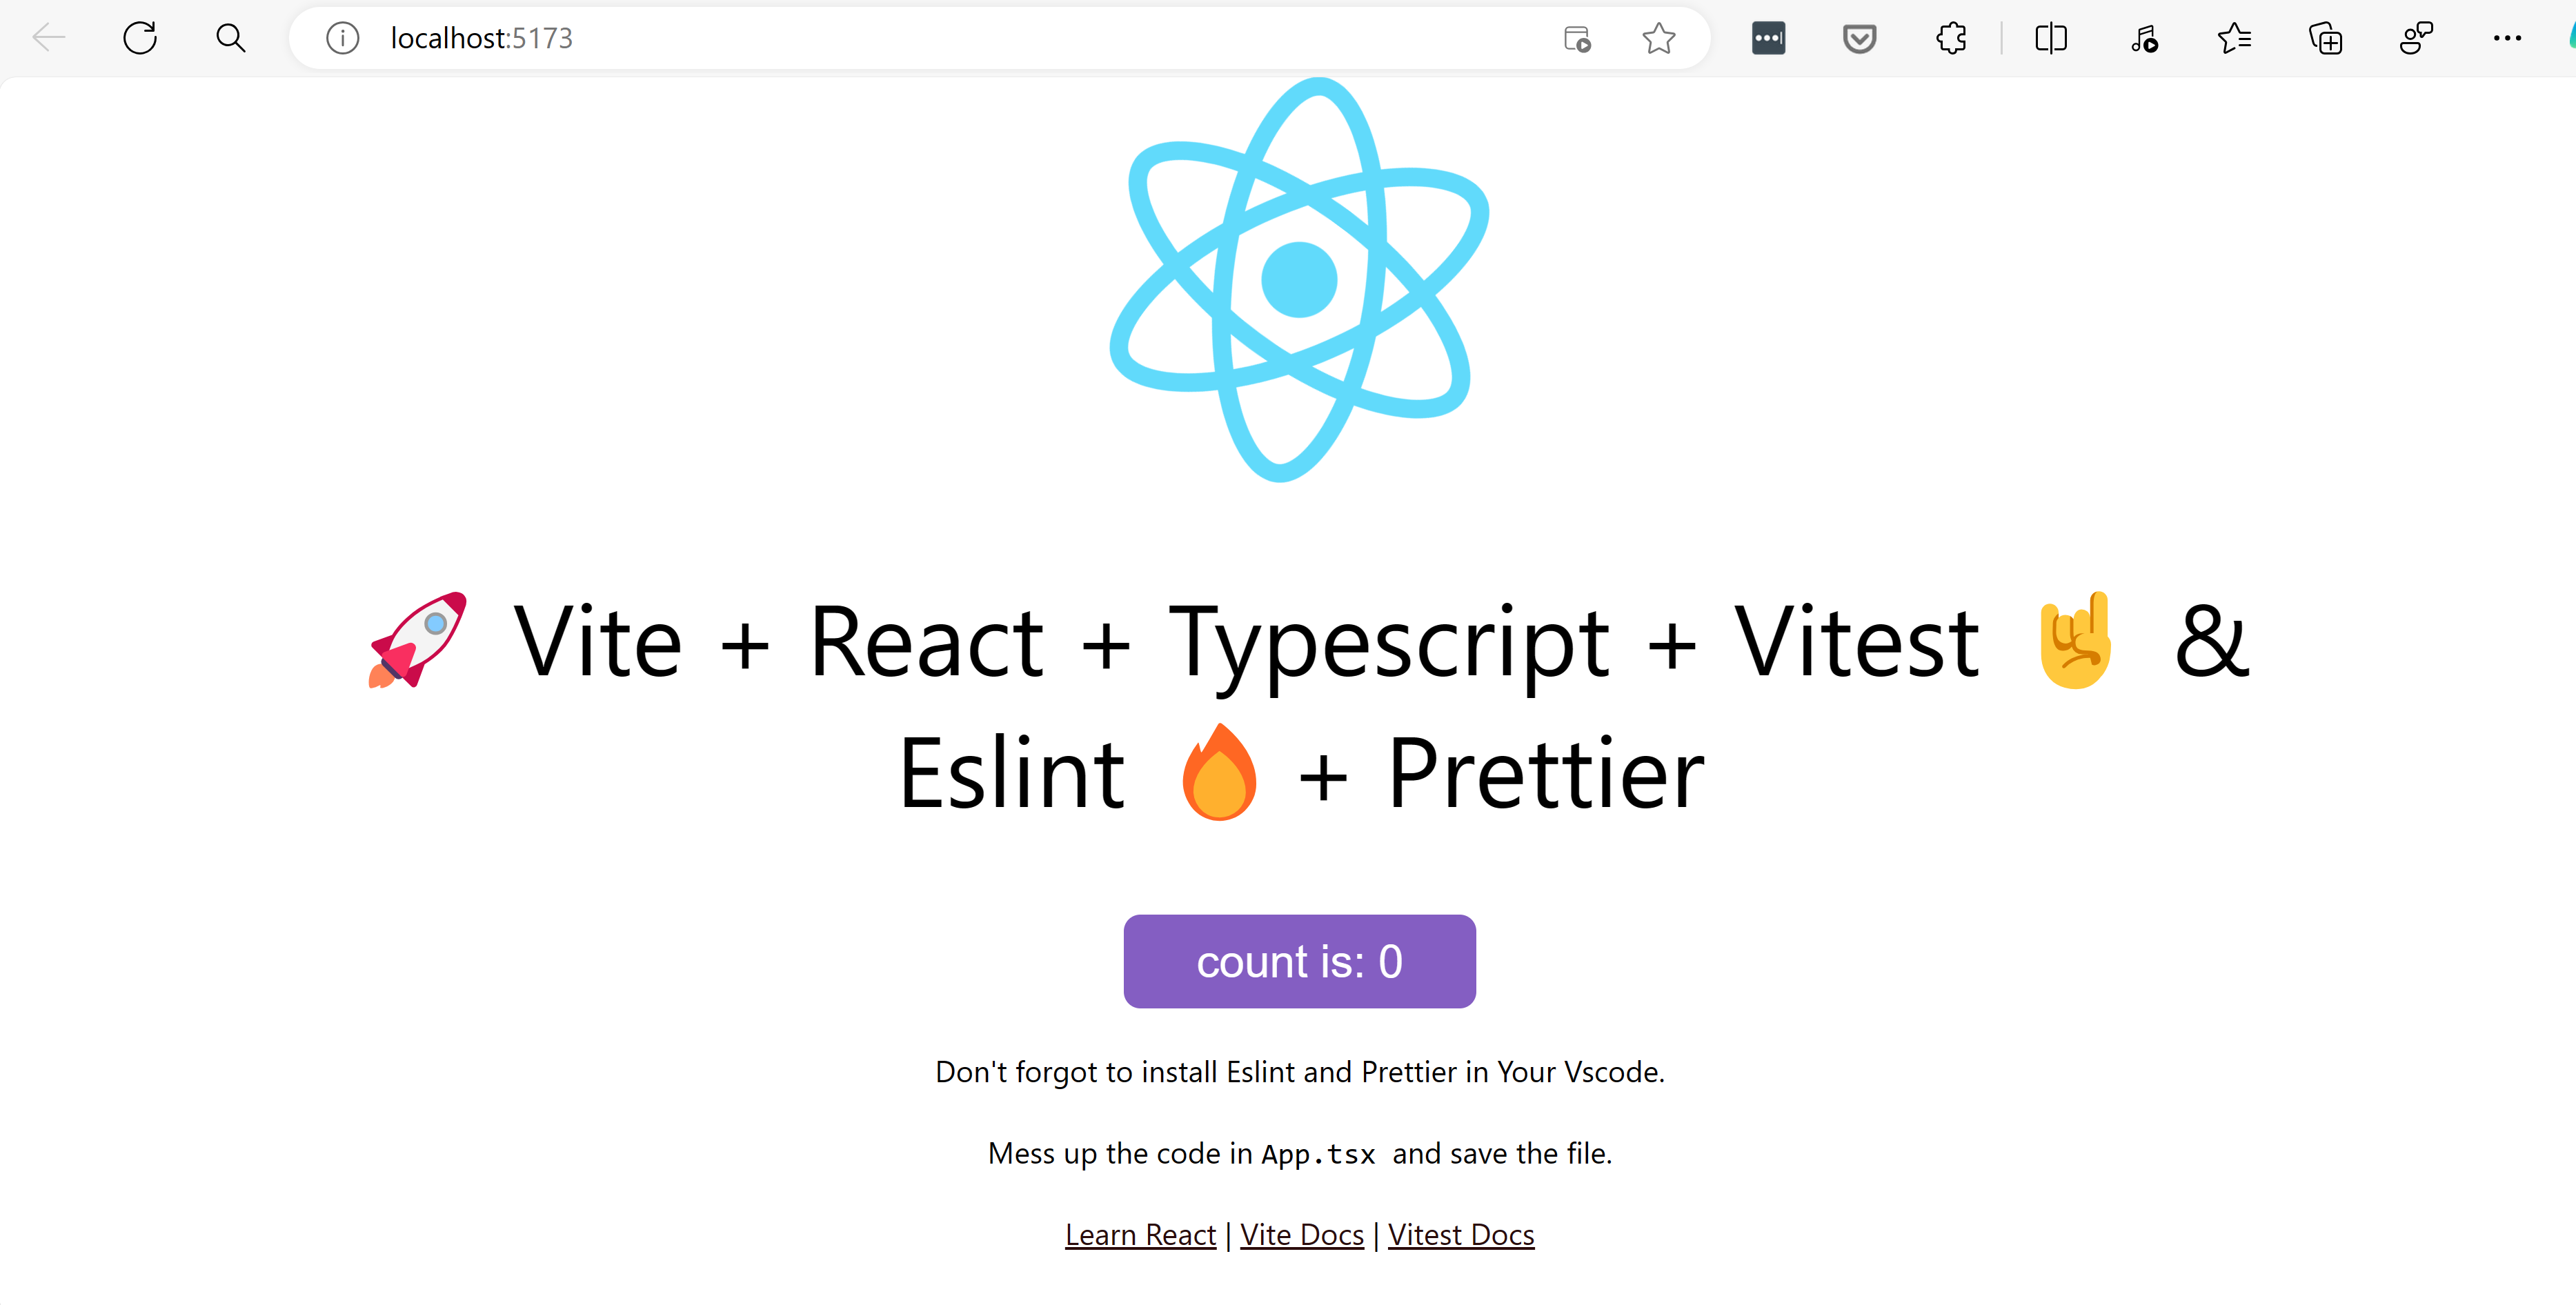 localhost:5173
🚀 Vite + React + Typescript + Vitest 🤘 &
Eslint 🔥 + Prettier
count is: 0
Don't forgot to install Eslint and Prettier in Your Vscode.
Mess up the code in App.tsx and save the file.
Learn React | Vite Docs | Vitest Docs